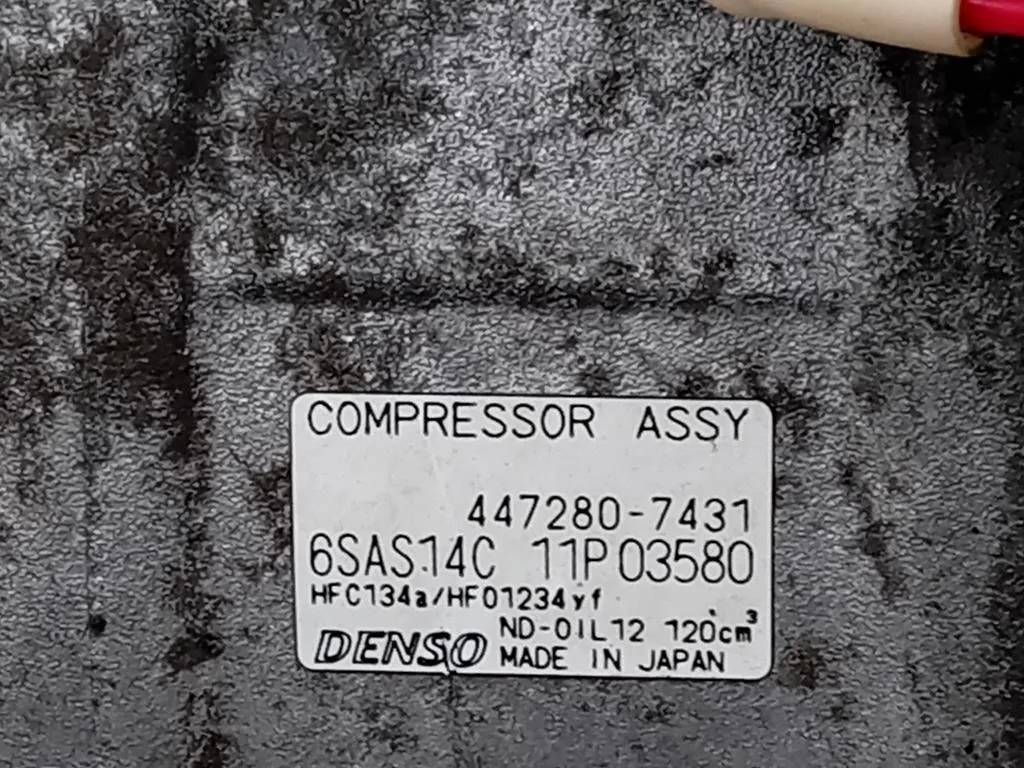 COMPRESSOR ASSY
447280-7431
6SAS14C 11P03580
HFC134a/HFO1234yf
ND-OIL12 120cm³
DENSO MADE IN JAPAN